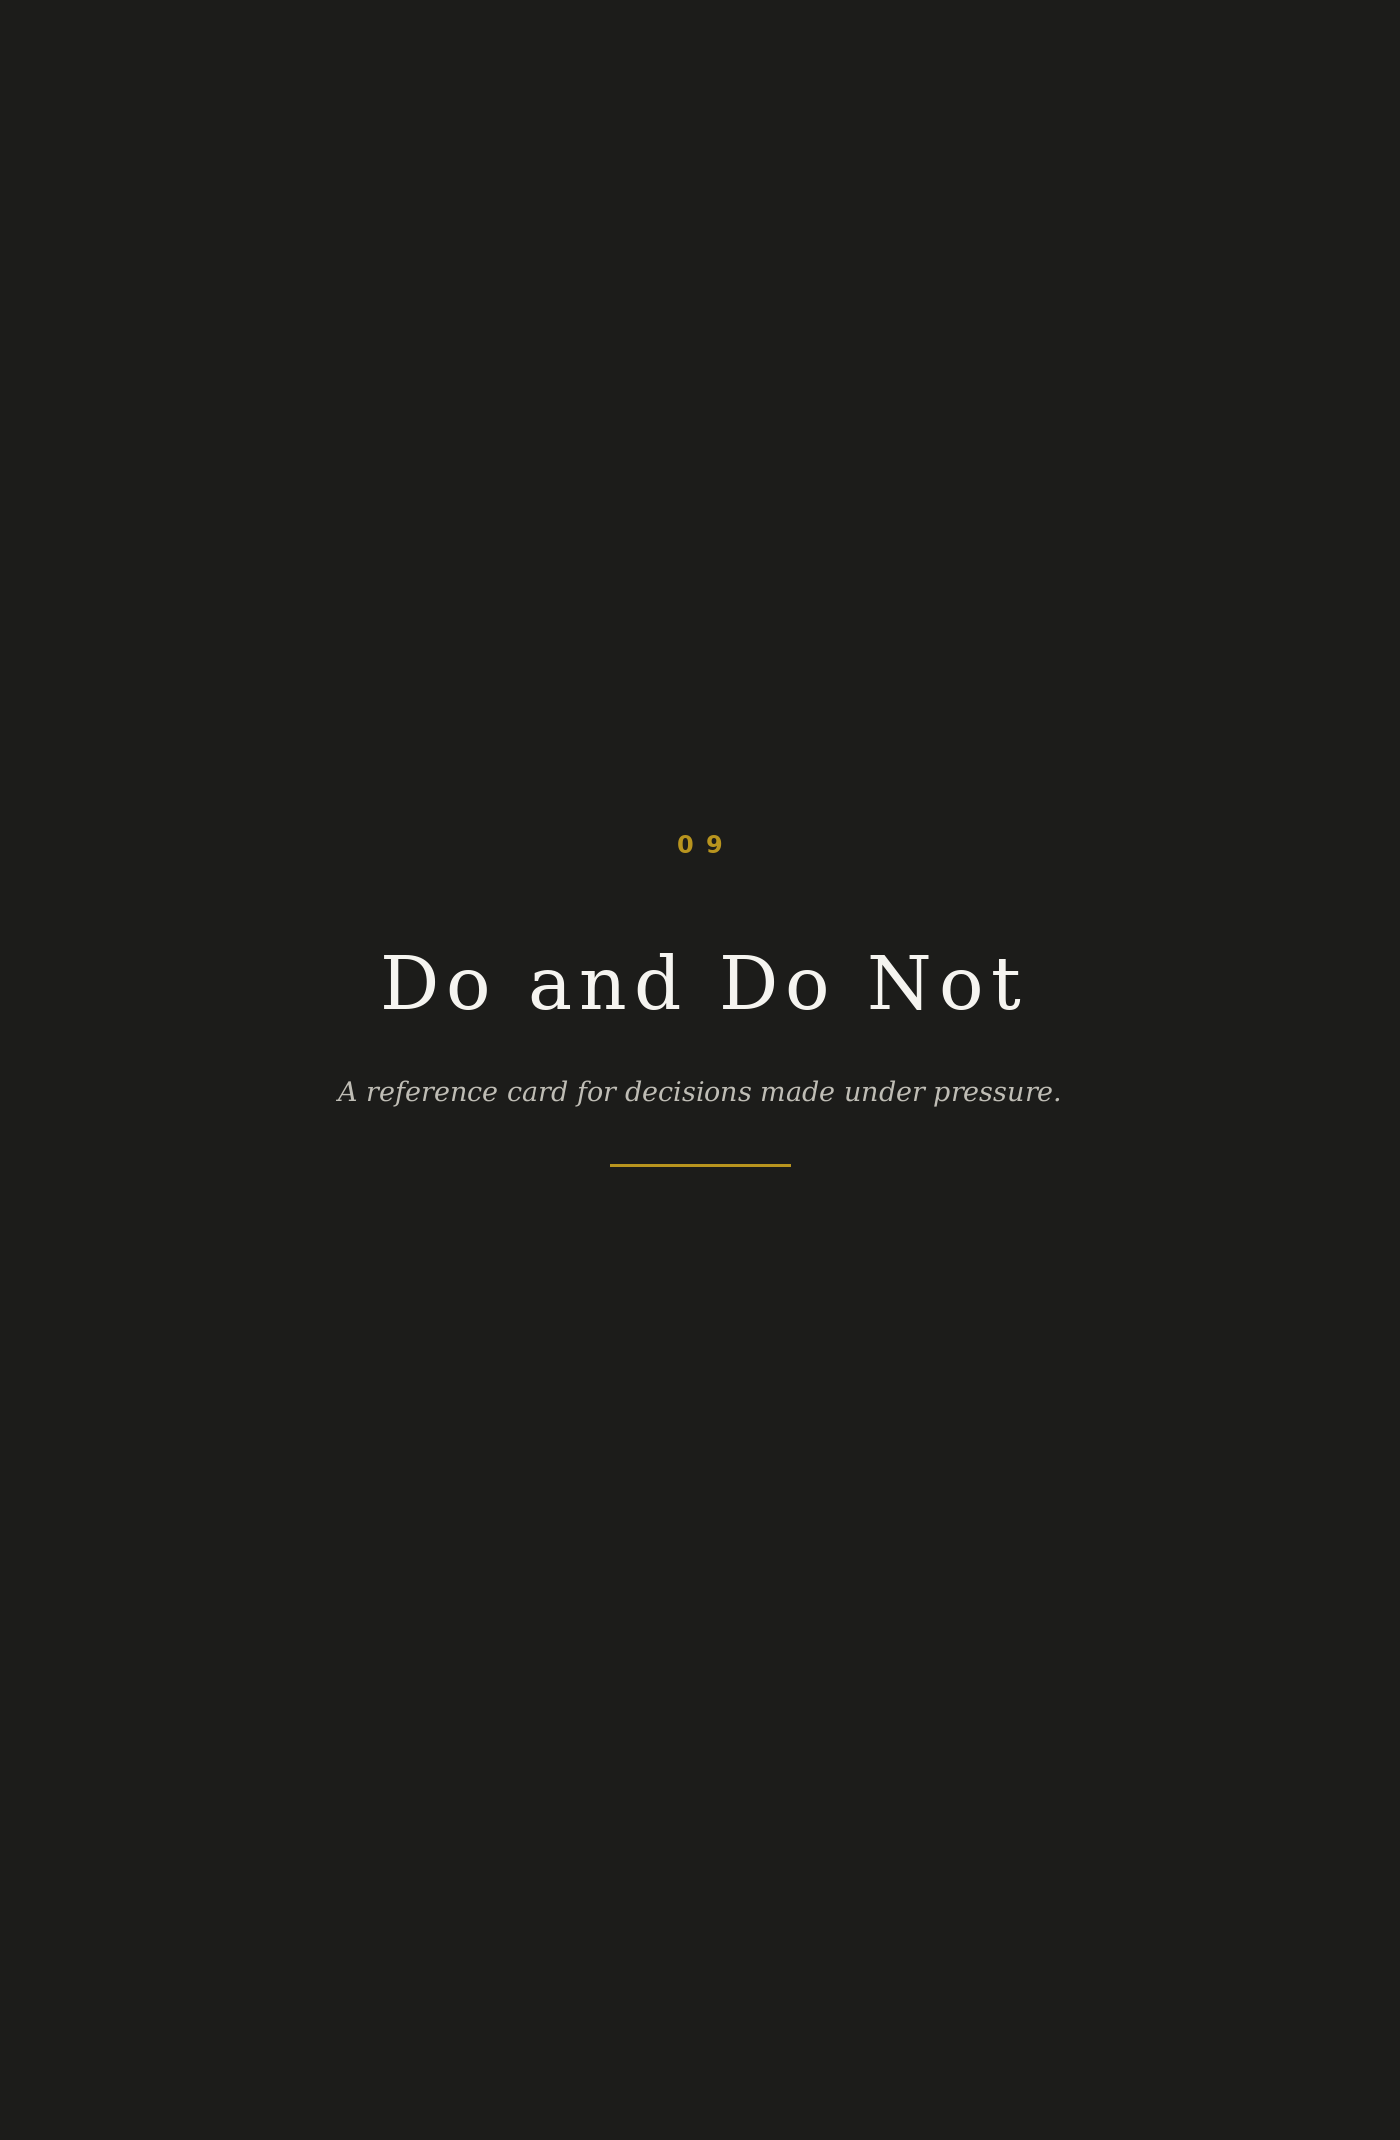 09
Do and Do Not
A reference card for decisions made under pressure.